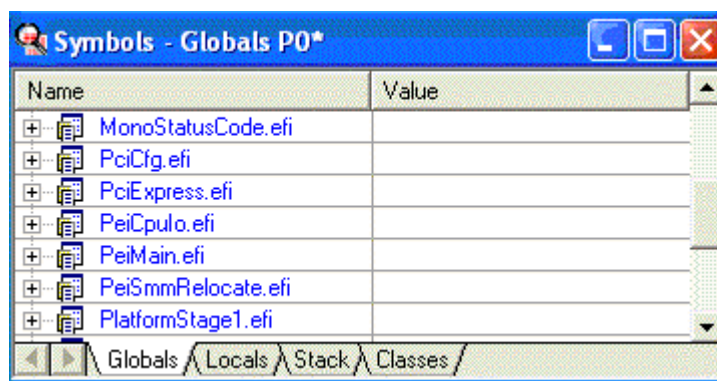 Symbols - Globals P0*
Name Value
MonoStatusCode.efi
PciCfg.efi
PciExpress.efi
PeiCpuIo.efi
PeiMain.efi
PeiSmmRelocate.efi
PlatformStage1.efi
Globals Locals Stack Classes